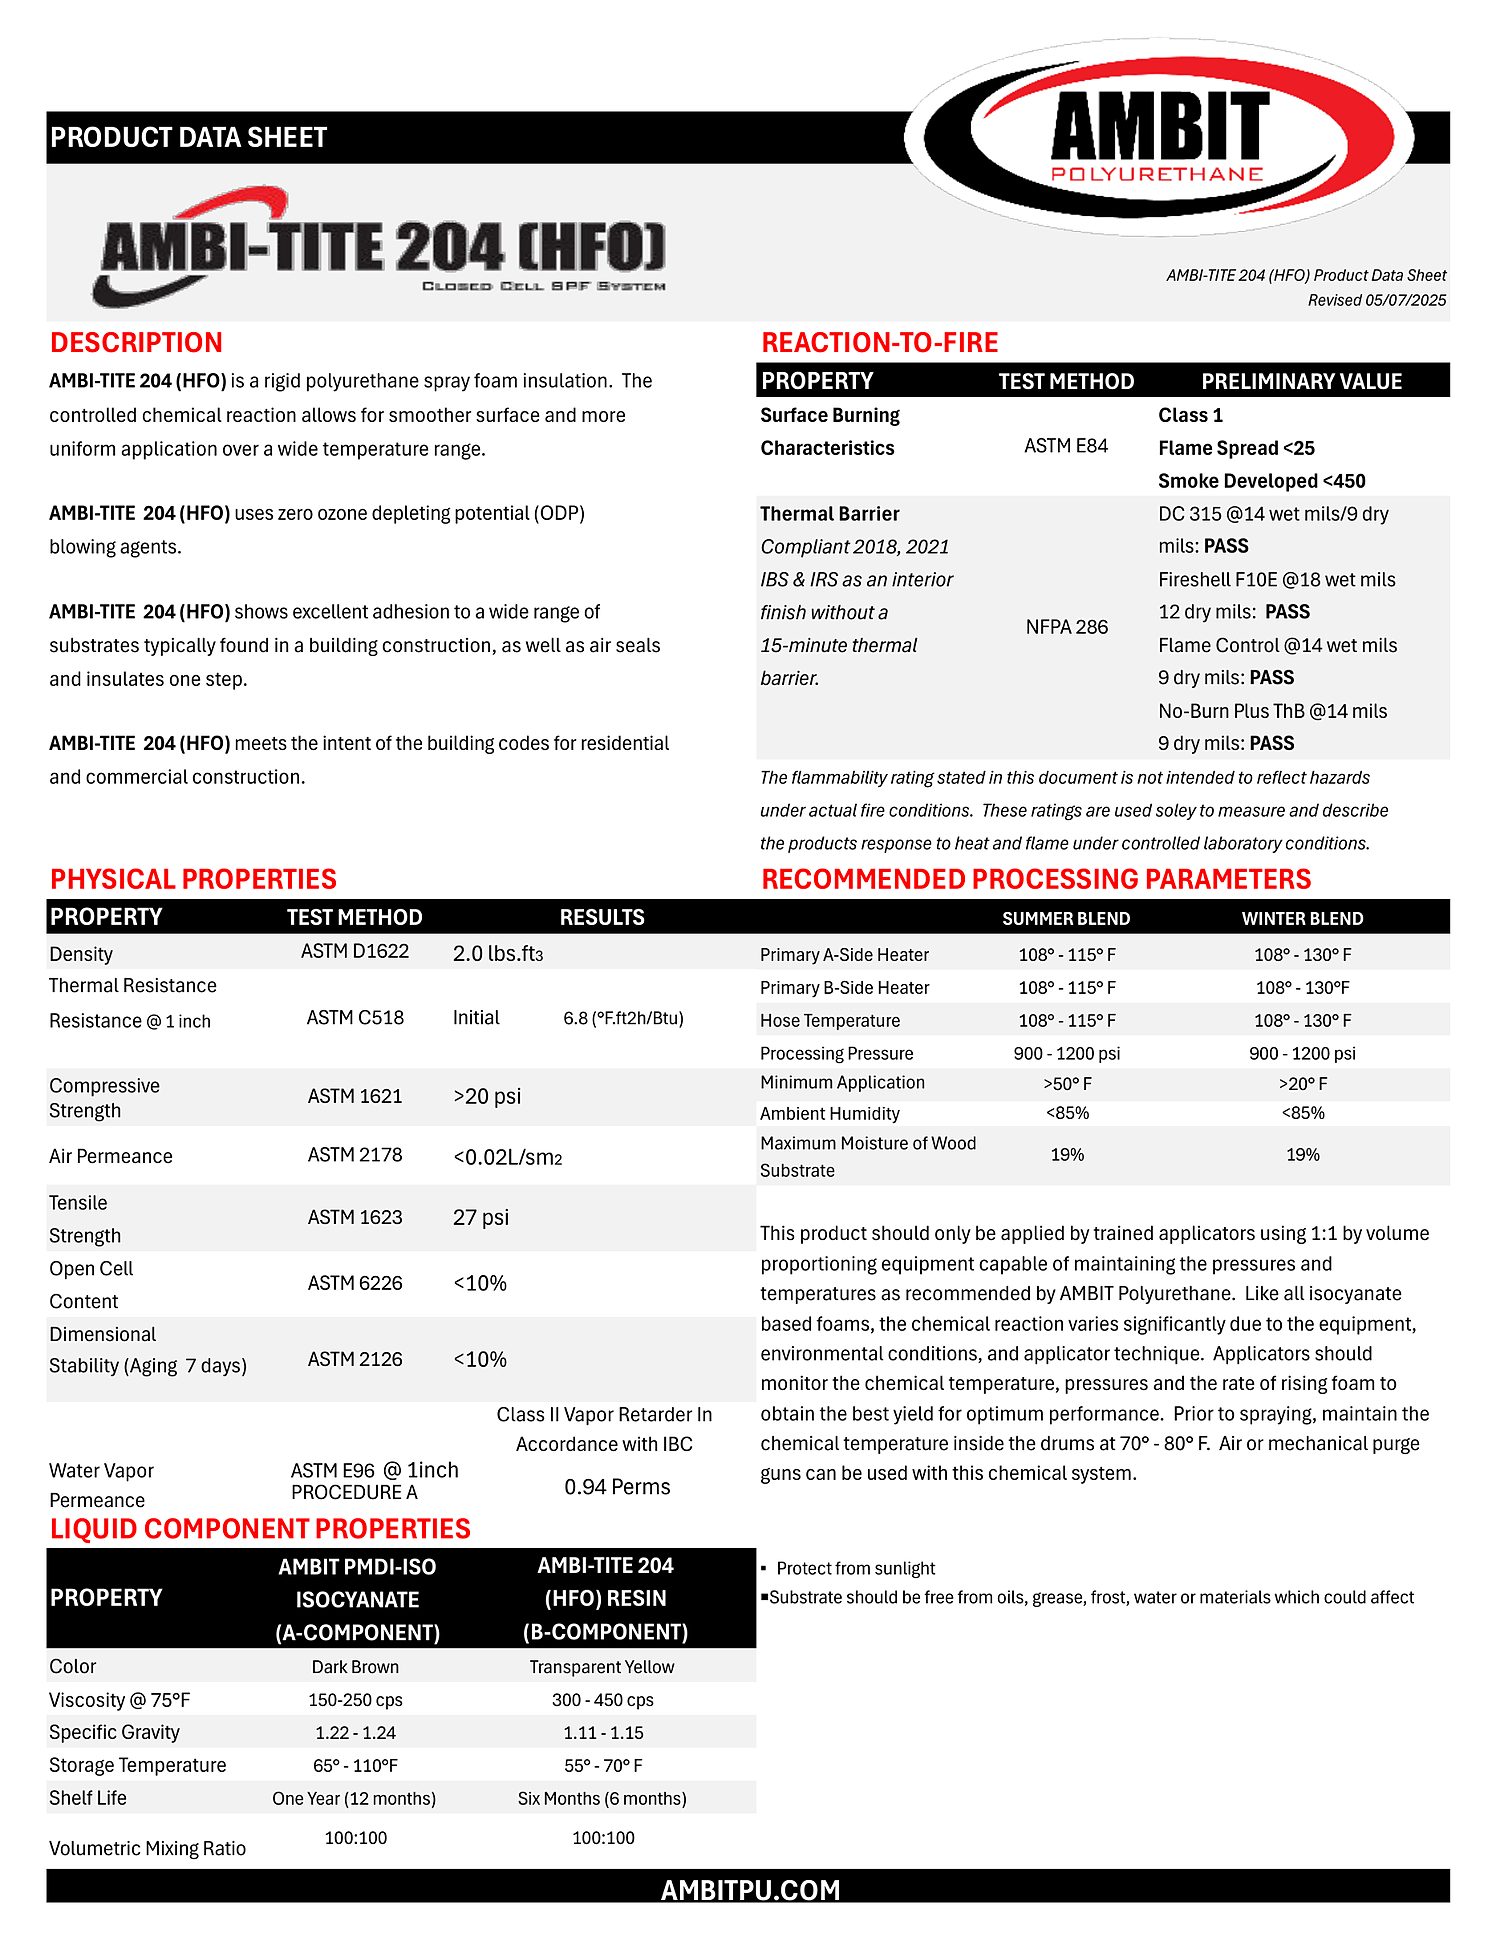 PRODUCT DATA SHEET
AMBIT
POLYURETHANE
AMBI-TITE 204 (HFO)
CLOSED CELL SPF SYSTEM
AMBI-TITE 204 (HFO) Product Data Sheet
Revised 05/07/2025
DESCRIPTION
AMBI-TITE 204 (HFO) is a rigid polyurethane spray foam insulation.  The
controlled chemical reaction allows for smoother surface and more
uniform application over a wide temperature range.
AMBI-TITE  204 (HFO) uses zero ozone depleting potential (ODP)
blowing agents.
AMBI-TITE  204 (HFO) shows excellent adhesion to a wide range of
substrates typically found in a building construction, as well as air seals
and insulates one step.
AMBI-TITE  204 (HFO) meets the intent of the building codes for residential
and commercial construction.
REACTION-TO-FIRE
PROPERTY TEST METHOD PRELIMINARY VALUE
Surface Burning
Characteristics
ASTM E84
Class 1
Flame Spread <25
Smoke Developed <450
Thermal Barrier
Compliant 2018, 2021
IBS & IRS as an interior
finish without a
15-minute thermal
barrier.
NFPA 286
DC 315 @14 wet mils/9 dry
mils: PASS
Fireshell F10E @18 wet mils
12 dry mils:  PASS
Flame Control @14 wet mils
9 dry mils: PASS
No-Burn Plus ThB @14 mils
9 dry mils: PASS
The flammability rating stated in this document is not intended to reflect hazards
under actual fire conditions.  These ratings are used soley to measure and describe
the products response to heat and flame under controlled laboratory conditions.
PHYSICAL PROPERTIES
PROPERTY TEST METHOD RESULTS
Density ASTM D1622 2.0 lbs.ft3
Thermal Resistance
Resistance @ 1 inch ASTM C518 Initial 6.8 (°F.ft2h/Btu)
Compressive
Strength
ASTM 1621 >20 psi
Air Permeance ASTM 2178 <0.02L/sm2
Tensile
Strength
ASTM 1623 27 psi
Open Cell
Content
ASTM 6226 <10%
Dimensional
Stability (Aging  7 days)
ASTM 2126 <10%
Water Vapor
Permeance
ASTM E96 @ 1inch
PROCEDURE A
Class II Vapor Retarder In
Accordance with IBC
0.94 Perms
RECOMMENDED PROCESSING PARAMETERS
SUMMER BLEND WINTER BLEND
Primary A-Side Heater 108° - 115° F 108° - 130° F
Primary B-Side Heater 108° - 115° F 108° - 130°F
Hose Temperature 108° - 115° F 108° - 130° F
Processing Pressure 900 - 1200 psi 900 - 1200 psi
Minimum Application >50° F >20° F
Ambient Humidity <85% <85%
Maximum Moisture of Wood
Substrate
19% 19%
This product should only be applied by trained applicators using 1:1 by volume
proportioning equipment capable of maintaining the pressures and
temperatures as recommended by AMBIT Polyurethane.  Like all isocyanate
based foams, the chemical reaction varies significantly due to the equipment,
environmental conditions, and applicator technique.  Applicators should
monitor the chemical temperature, pressures and the rate of rising foam to
obtain the best yield for optimum performance.  Prior to spraying, maintain the
chemical temperature inside the drums at 70° - 80° F.  Air or mechanical purge
guns can be used with this chemical system.
LIQUID COMPONENT PROPERTIES
PROPERTY
AMBIT PMDI-ISO
ISOCYANATE
(A-COMPONENT)
AMBI-TITE 204
(HFO) RESIN
(B-COMPONENT)
Color Dark Brown Transparent Yellow
Viscosity @ 75°F 150-250 cps 300 - 450 cps
Specific Gravity 1.22 - 1.24 1.11 - 1.15
Storage Temperature 65° - 110°F 55° - 70° F
Shelf Life One Year (12 months) Six Months (6 months)
Volumetric Mixing Ratio 100:100 100:100
▪ Protect from sunlight
▪Substrate should be free from oils, grease, frost, water or materials which could affect
AMBITPU.COM